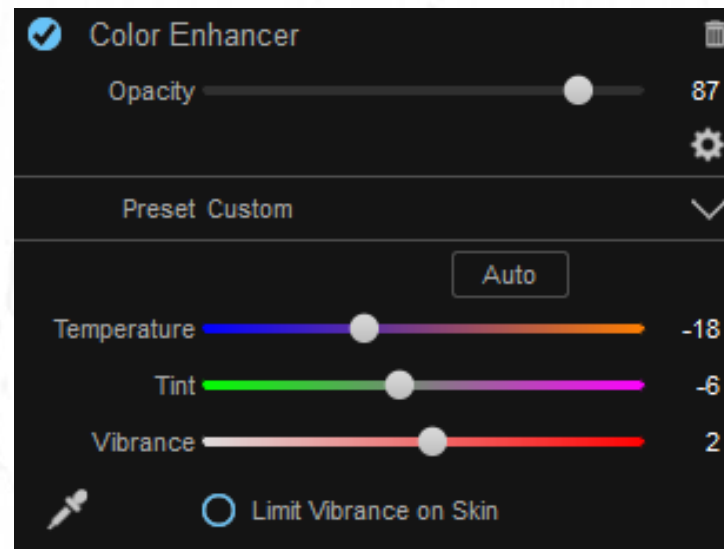 Color Enhancer
Opacity 87
Preset Custom
Auto
Temperature -18
Tint -6
Vibrance 2
Limit Vibrance on Skin